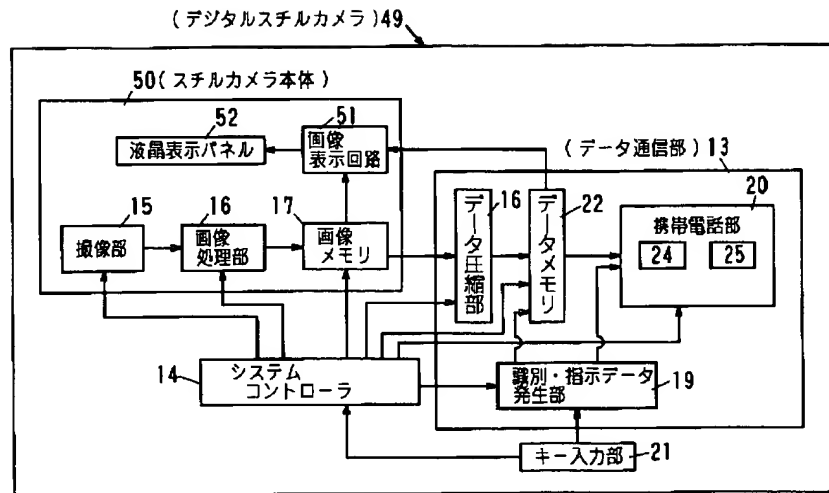 (デジタルスチルカメラ)49
50(スチルカメラ本体)
52
液晶表示パネル
51
画像
表示回路
(データ通信部)13
15
撮像部
16
画像
処理部
17
画像
メモリ
16
データ圧縮部
22
データメモリ
20
携帯電話部
24
25
14
システム
コントローラ
識別・指示データ
発生部
19
キー入力部
21